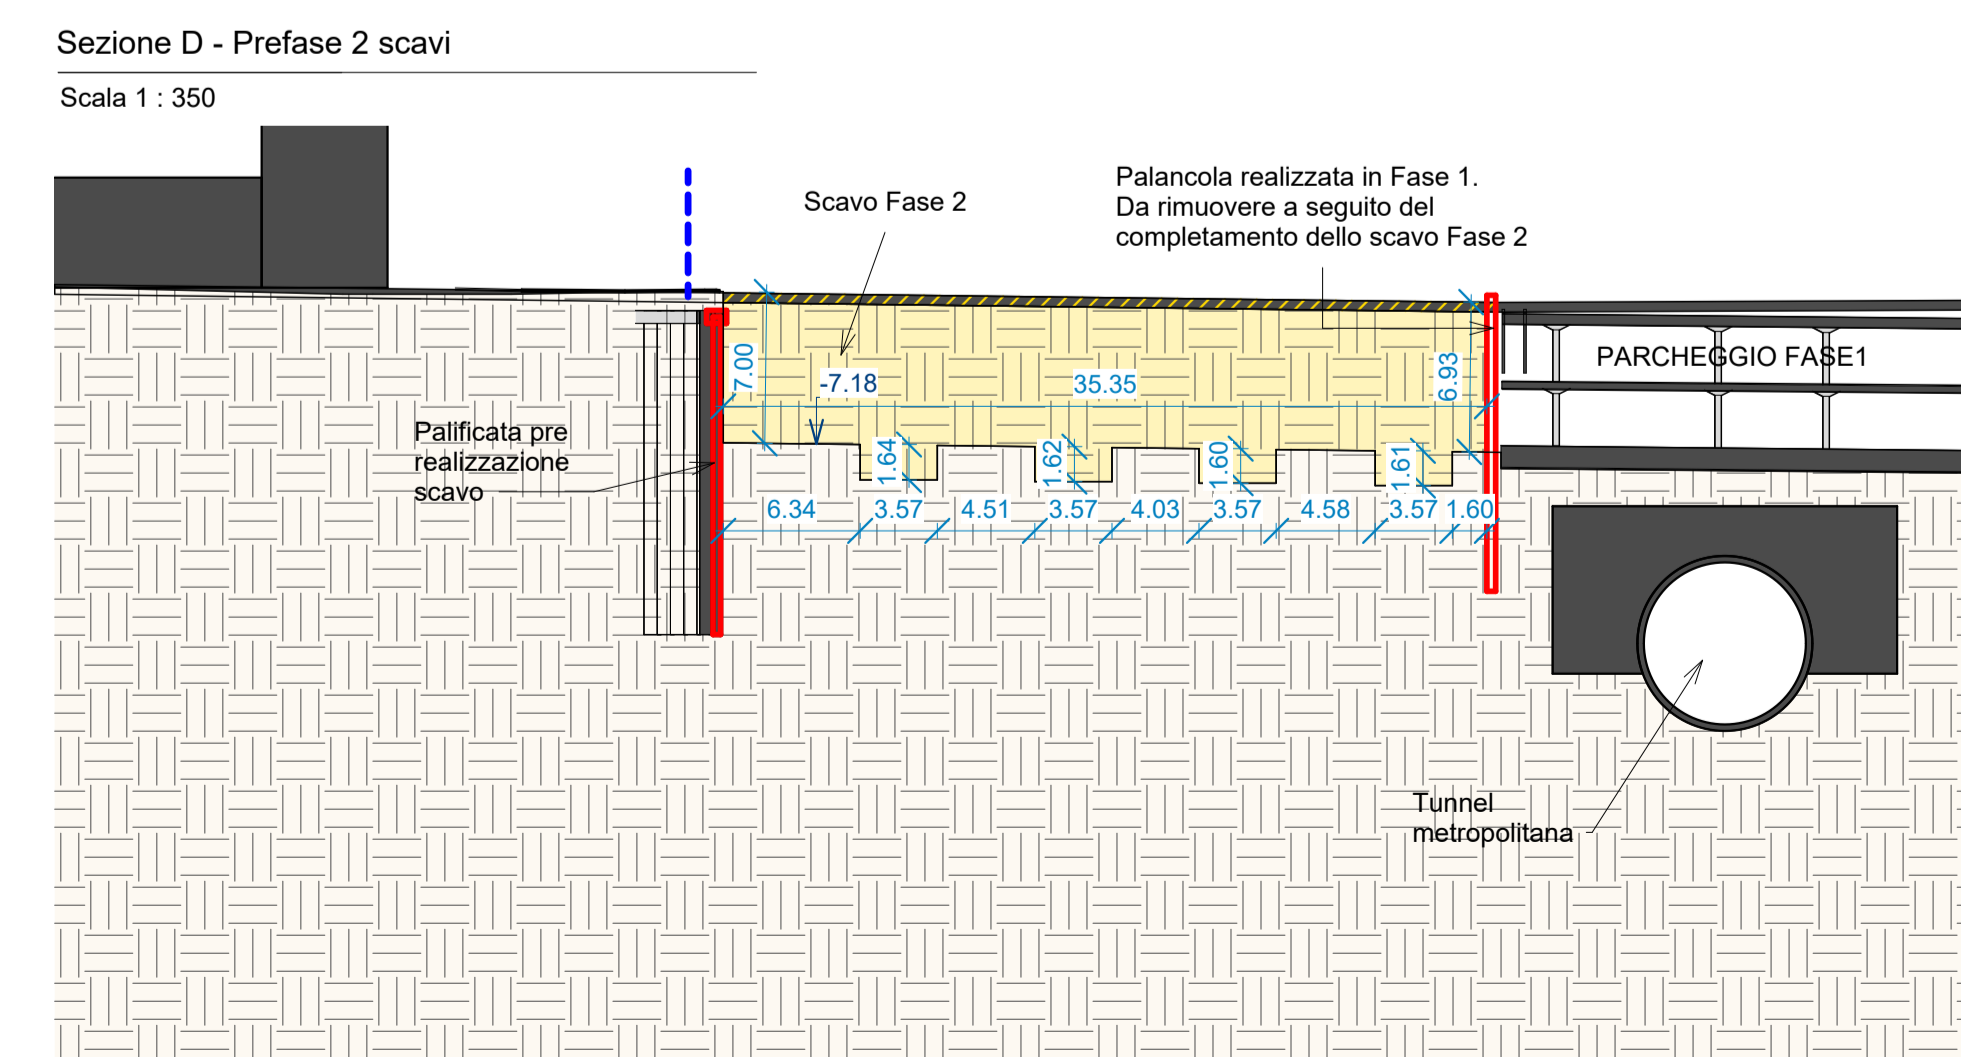 Sezione D - Prefase 2 scavi
Scala 1 : 350
Scavo Fase 2
Palancola realizzata in Fase 1.
Da rimuovere a seguito del
completamento dello scavo Fase 2
PARCHEGGIO FASE1
7.00
-7.18
35.35
6.93
Palificata pre
realizzazione
scavo
1.64
1.62
1.60
1.61
6.34
3.57
4.51
3.57
4.03
3.57
4.58
3.57
1.60
Tunnel
metropolitana